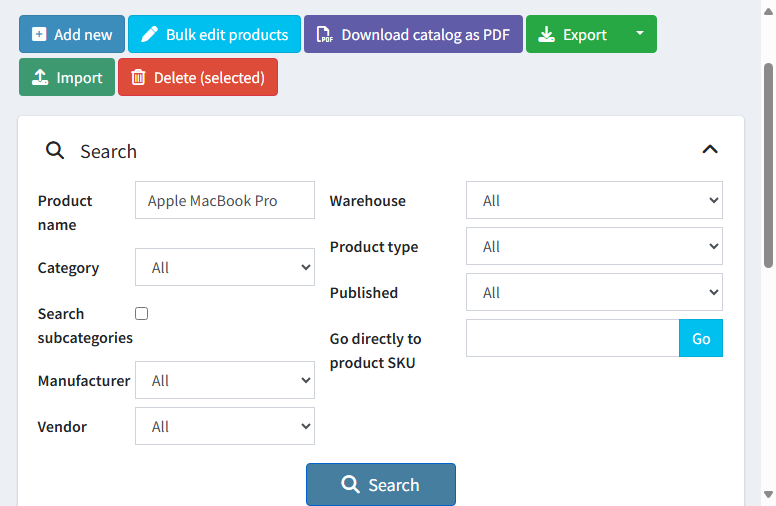 Add new
Bulk edit products
Download catalog as PDF
Export
Import
Delete (selected)
Search
Product name
Apple MacBook Pro
Category
All
Search subcategories
Manufacturer
All
Vendor
All
Warehouse
All
Product type
All
Published
All
Go directly to product SKU
Go
Search